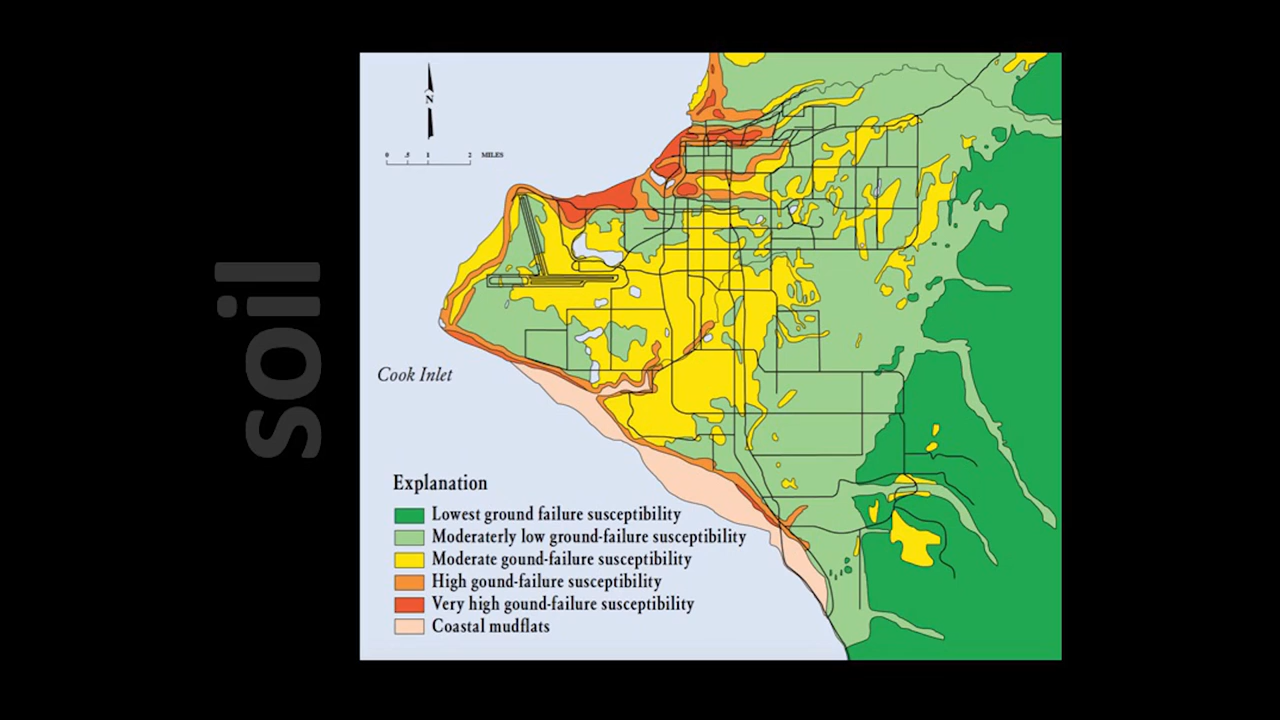 soil
N
0 .5 1 2 MILES
Cook Inlet
Explanation
Lowest ground failure susceptibility
Moderaterly low ground-failure susceptibility
Moderate gound-failure susceptibility
High gound-failure susceptibility
Very high gound-failure susceptibility
Coastal mudflats